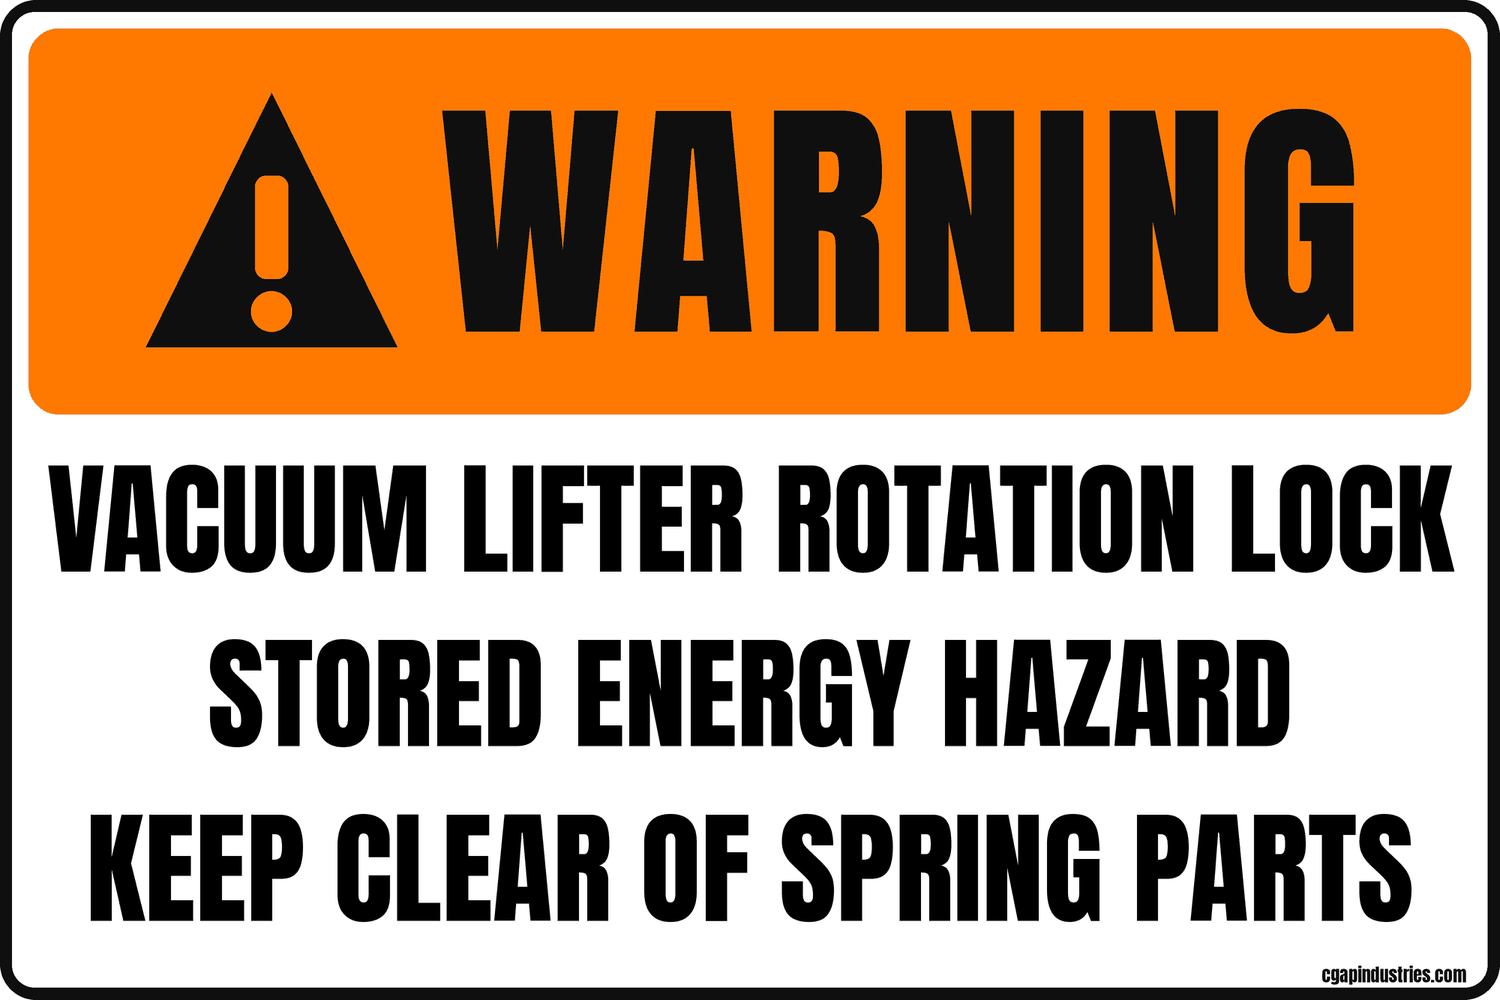 WARNING
VACUUM LIFTER ROTATION LOCK
STORED ENERGY HAZARD
KEEP CLEAR OF SPRING PARTS
cgapindustries.com